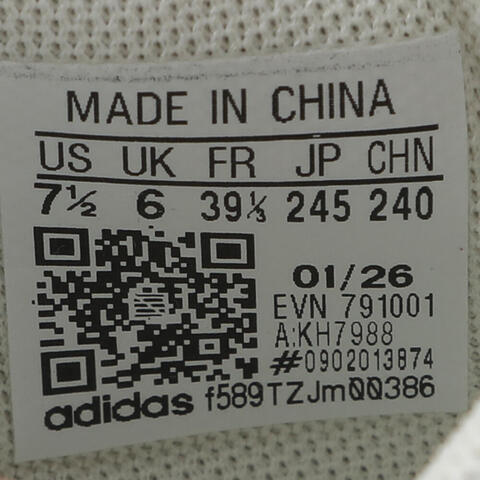 MADE IN CHINA
US UK FR JP CHN
7½ 6 39⅓ 245 240
01/26
EVN 791001
A:KH7988
#0902013874
adidas f589TZJm00386